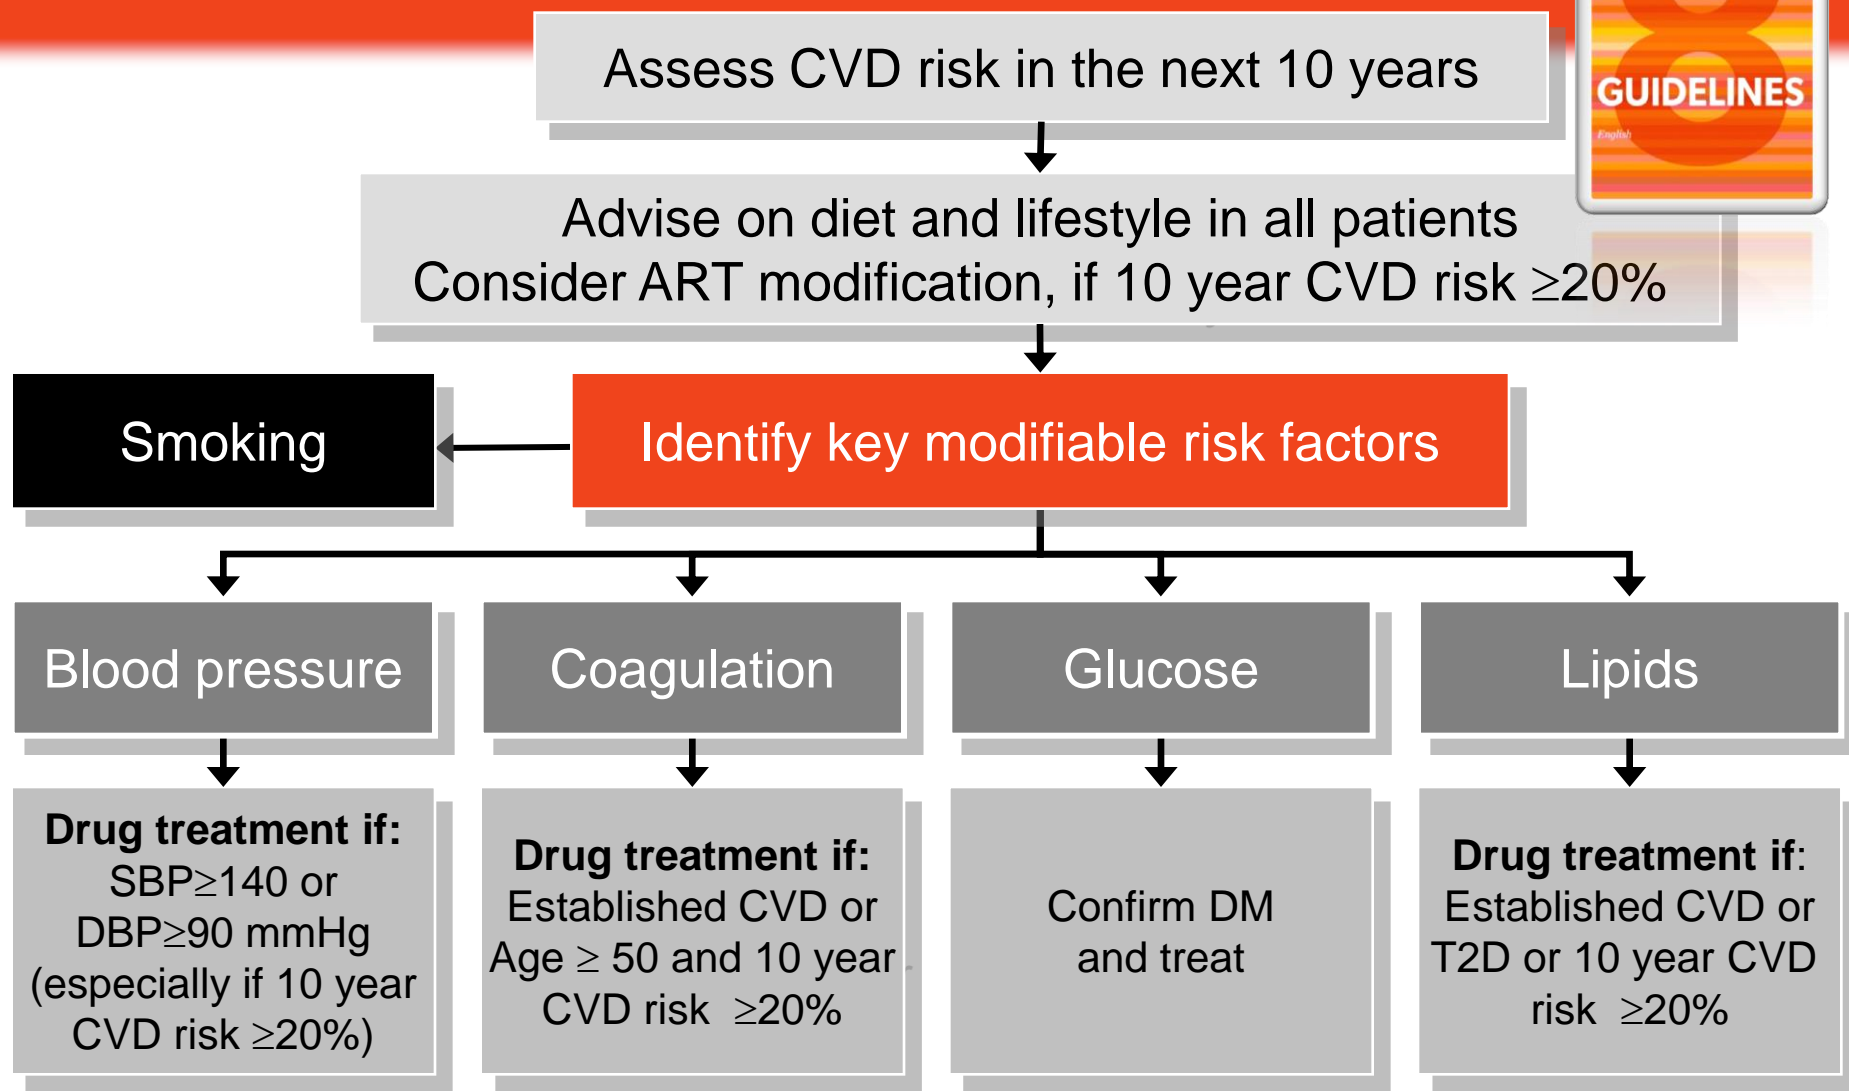 Assess CVD risk in the next 10 years
GUIDELINES
English
Advise on diet and lifestyle in all patients
Consider ART modification, if 10 year CVD risk ≥20%
Smoking
Identify key modifiable risk factors
Blood pressure
Coagulation
Glucose
Lipids
Drug treatment if:
SBP≥140 or
DBP≥90 mmHg
(especially if 10 year
CVD risk ≥20%)
Drug treatment if:
Established CVD or
Age ≥ 50 and 10 year
CVD risk ≥20%
Confirm DM
and treat
Drug treatment if:
Established CVD or
T2D or 10 year CVD
risk ≥20%